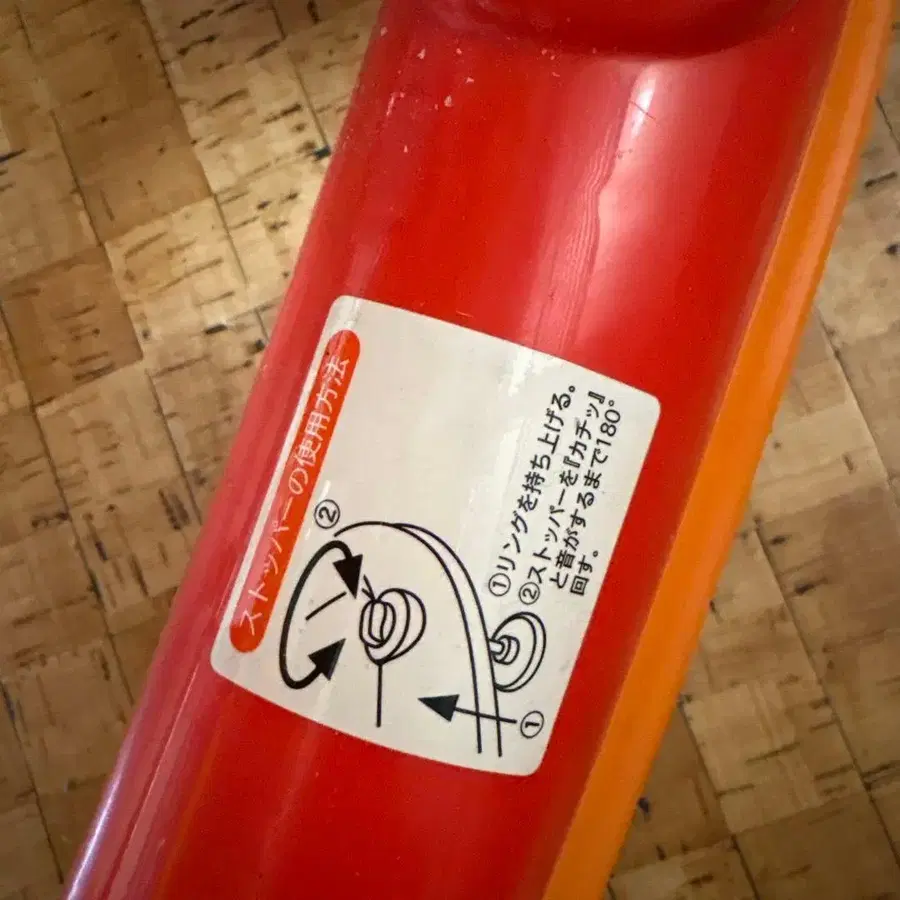 ストッパーの使用方法
②
①
①リングを持ち上げる。
②ストッパーを『カチッ』
と音がするまで180°
回す。